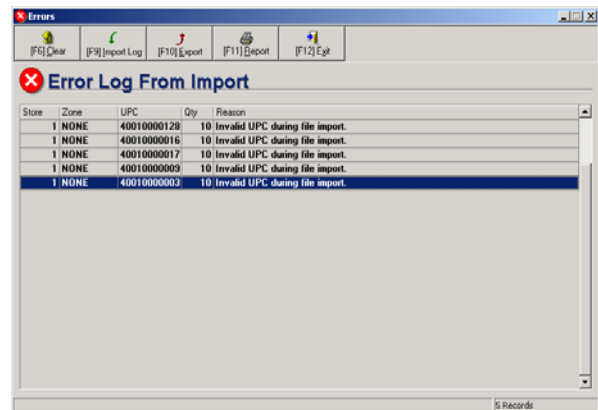 Errors
[F6] Clear [F9] Import Log [F10] Export [F11] Report [F12] Exit
Error Log From Import
Store Zone UPC Qty Reason
1 NONE 40010000128 10 Invalid UPC during file import.
1 NONE 40010000016 10 Invalid UPC during file import.
1 NONE 40010000017 10 Invalid UPC during file import.
1 NONE 40010000009 10 Invalid UPC during file import.
1 NONE 40010000003 10 Invalid UPC during file import.
5 Records